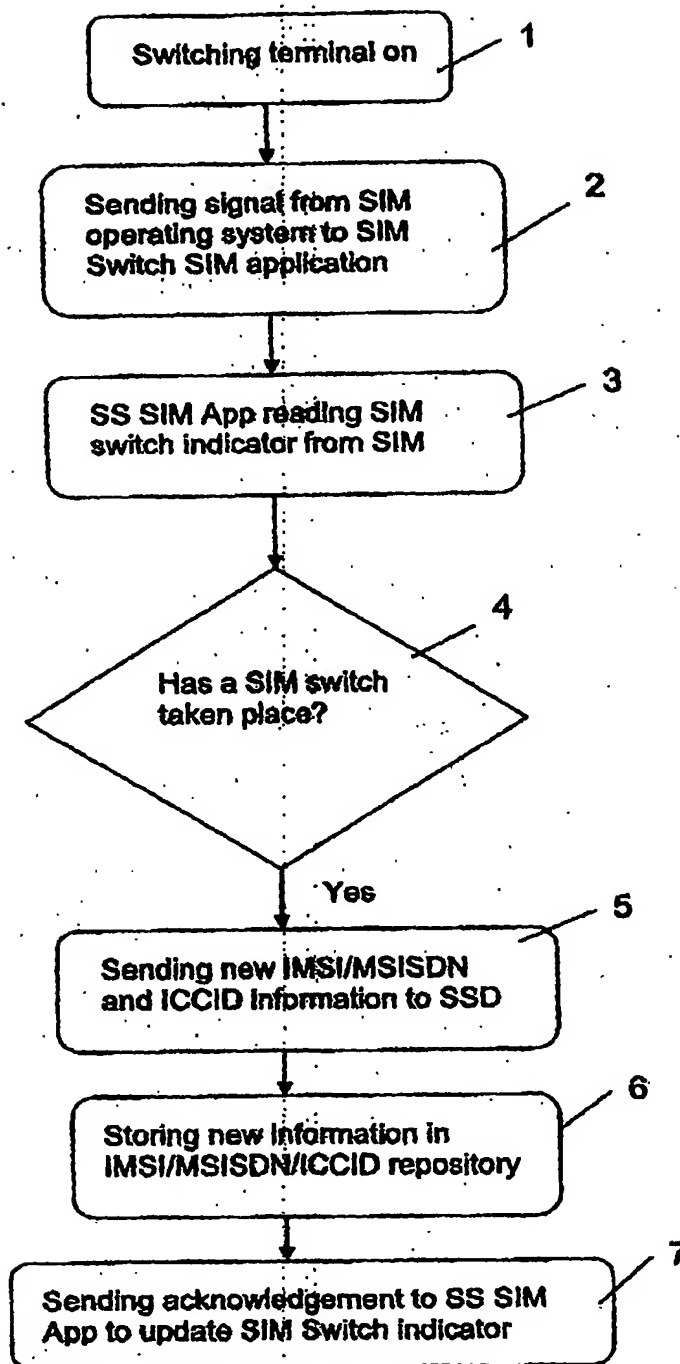 Switching terminal on
1
Sending signal from SIM
operating system to SIM
Switch SIM application
2
SS SIM App reading SIM
switch indicator from SIM
3
Has a SIM switch
taken place?
4
Yes
Sending new IMSI/MSISDN
and ICCID Information to SSD
5
Storing new Information in
IMSI/MSISDN/ICCID repository
6
Sending acknowledgement to SS SIM
App to update SIM Switch indicator
7